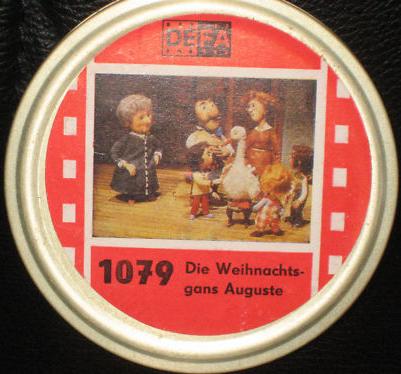 DEFA
1079 Die Weihnachts-
gans Auguste